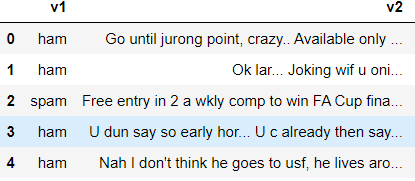 v1 v2
0 ham Go until jurong point, crazy.. Available only ...
1 ham Ok lar... Joking wif u oni...
2 spam Free entry in 2 a wkly comp to win FA Cup fina...
3 ham U dun say so early hor... U c already then say...
4 ham Nah I don't think he goes to usf, he lives aro...